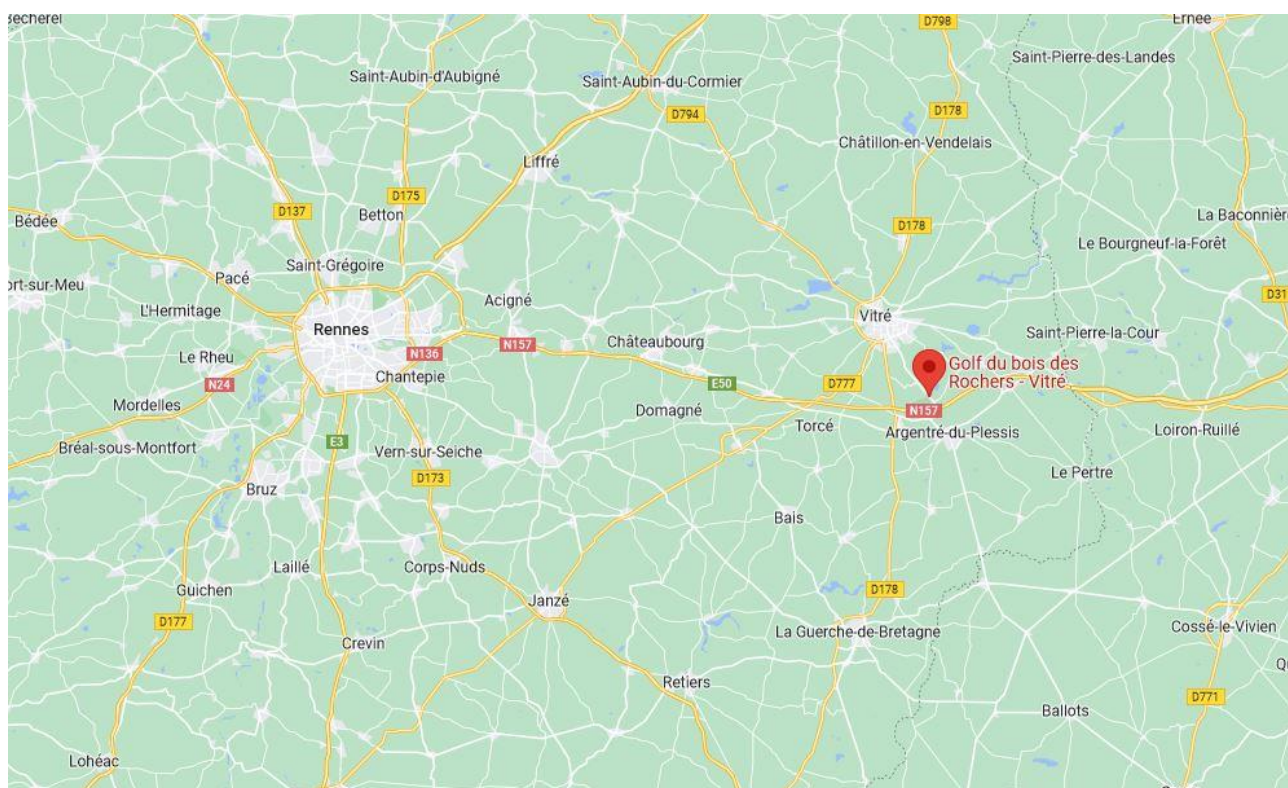 Becherel
Ernée
D798
Saint-Pierre-des-Landes
Saint-Aubin-d'Aubigné
Saint-Aubin-du-Cormier
D794
D178
Châtillon-en-Vendelais
Liffré
D175
D137
Betton
Bédée
D178
La Baconnière
Le Bourgneuf-la-Forêt
Saint-Grégoire
Pacé
ort-sur-Meu
D31
Acigné
L'Hermitage
Rennes
Vitré
Saint-Pierre-la-Cour
N157
Châteaubourg
N136
Le Rheu
Golf du bois des
Rochers - Vitré
Chantepie
N24
D777
E50
Mordelles
Domagné
N157
Torcé
Argentré-du-Plessis
Loiron-Ruillé
E3
Bréal-sous-Montfort
Vern-sur-Seiche
Le Pertre
D173
Bruz
Bais
Laillé
Corps-Nuds
Guichen
D178
Janzé
D177
La Guerche-de-Bretagne
Cossé-le-Vivien
Crevin
Retiers
D771
Ballots
Lohéac